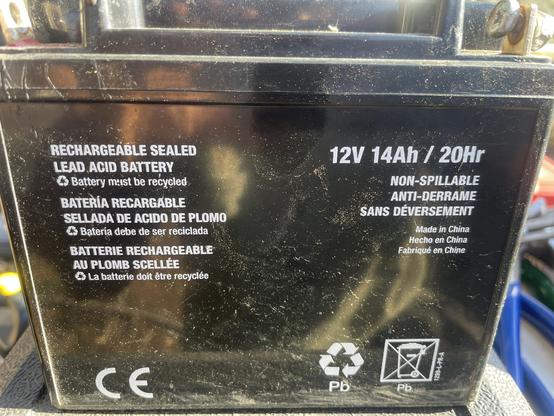 RECHARGEABLE SEALED
LEAD ACID BATTERY
Battery must be recycled
BATERÍA RECARGABLE
SELLADA DE ACIDO DE PLOMO
Batería debe de ser reciclada
BATTERIE RECHARGEABLE
AU PLOMB SCELLÉE
La batterie doit être recyclée
12V 14Ah / 20Hr
NON-SPILLABLE
ANTI-DERRAME
SANS DÉVERSEMENT
Made in China
Hecho en China
Fabriqué en Chine
CE
Pb
Pb